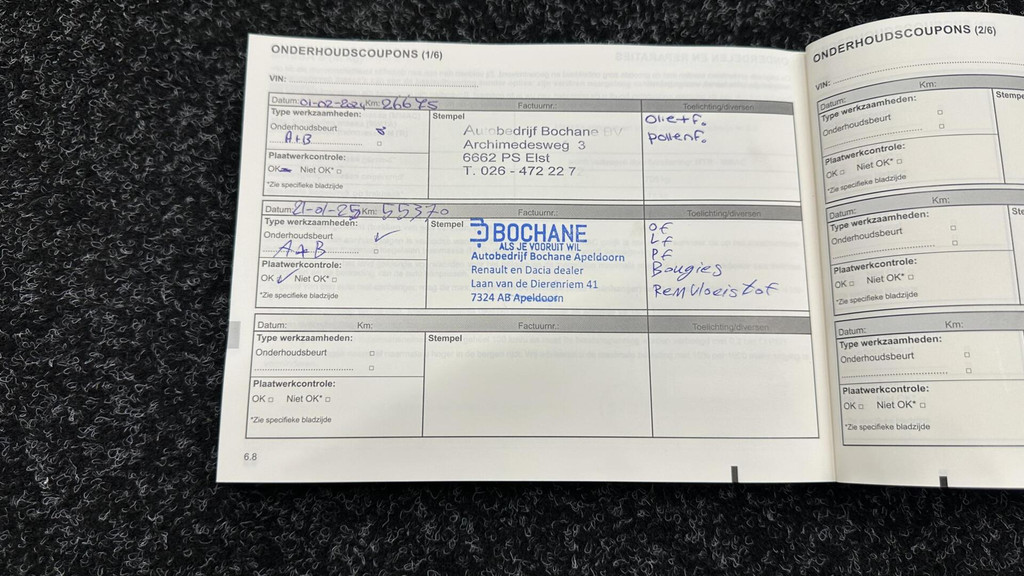 ONDERHOUDSCOUPONS (1/6)
VIN:
Datum: 01-02-2024 Km: 26675 Factuurnr.: Toelichting/diversen
Type werkzaamheden: Stempel
Onderhoudsbeurt
A+B
Plaatwerkcontrole:
OK Niet OK*
*Zie specifieke bladzijde
Autobedrijf Bochane BV
Archimedesweg 3
6662 PS Elst
T. 026 - 472 22 7
Olie+f.
pollenf.
Datum: 21-01-25 Km: 55370 Factuurnr.: Toelichting/diversen
Type werkzaamheden: Stempel
Onderhoudsbeurt
A+B
Plaatwerkcontrole:
OK Niet OK*
*Zie specifieke bladzijde
BOCHANE
ALS JE VOORUIT WIL
Autobedrijf Bochane Apeldoorn
Renault en Dacia dealer
Laan van de Dierenriem 41
7324 AB Apeldoorn
Of
Lf
Pf
Bougies
Remvloeistof
Datum: Km: Factuurnr.: Toelichting/diversen
Type werkzaamheden: Stempel
Onderhoudsbeurt
Plaatwerkcontrole:
OK Niet OK*
*Zie specifieke bladzijde
6.8
ONDERHOUDSCOUPONS (2/6)
VIN:
Datum: Km:
Type werkzaamheden: Stempe
Onderhoudsbeurt
Plaatwerkcontrole:
OK Niet OK*
*Zie specifieke bladzijde
Datum: Km:
Type werkzaamheden: Ste
Onderhoudsbeurt
Plaatwerkcontrole:
OK Niet OK*
*Zie specifieke bladzijde
Datum: Km:
Type werkzaamheden:
Onderhoudsbeurt
Plaatwerkcontrole:
OK Niet OK*
*Zie specifieke bladzijde